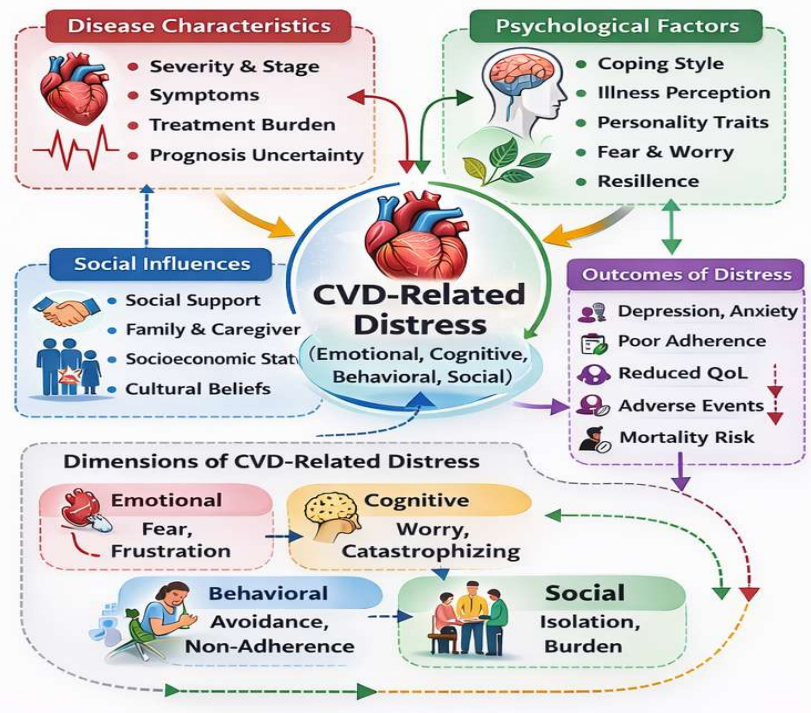 Disease Characteristics
Severity & Stage
Symptoms
Treatment Burden
Prognosis Uncertainty
Psychological Factors
Coping Style
Illness Perception
Personality Traits
Fear & Worry
Resillence
Social Influences
Social Support
Family & Caregiver
Socioeconomic Stat
Cultural Beliefs
CVD-Related
Distress
(Emotional, Cognitive,
Behavioral, Social)
Outcomes of Distress
Depression, Anxiety
Poor Adherence
Reduced QoL
Adverse Events
Mortality Risk
Dimensions of CVD-Related Distress
Emotional
Fear,
Frustration
Cognitive
Worry,
Catastrophizing
Behavioral
Avoidance,
Non-Adherence
Social
Isolation,
Burden